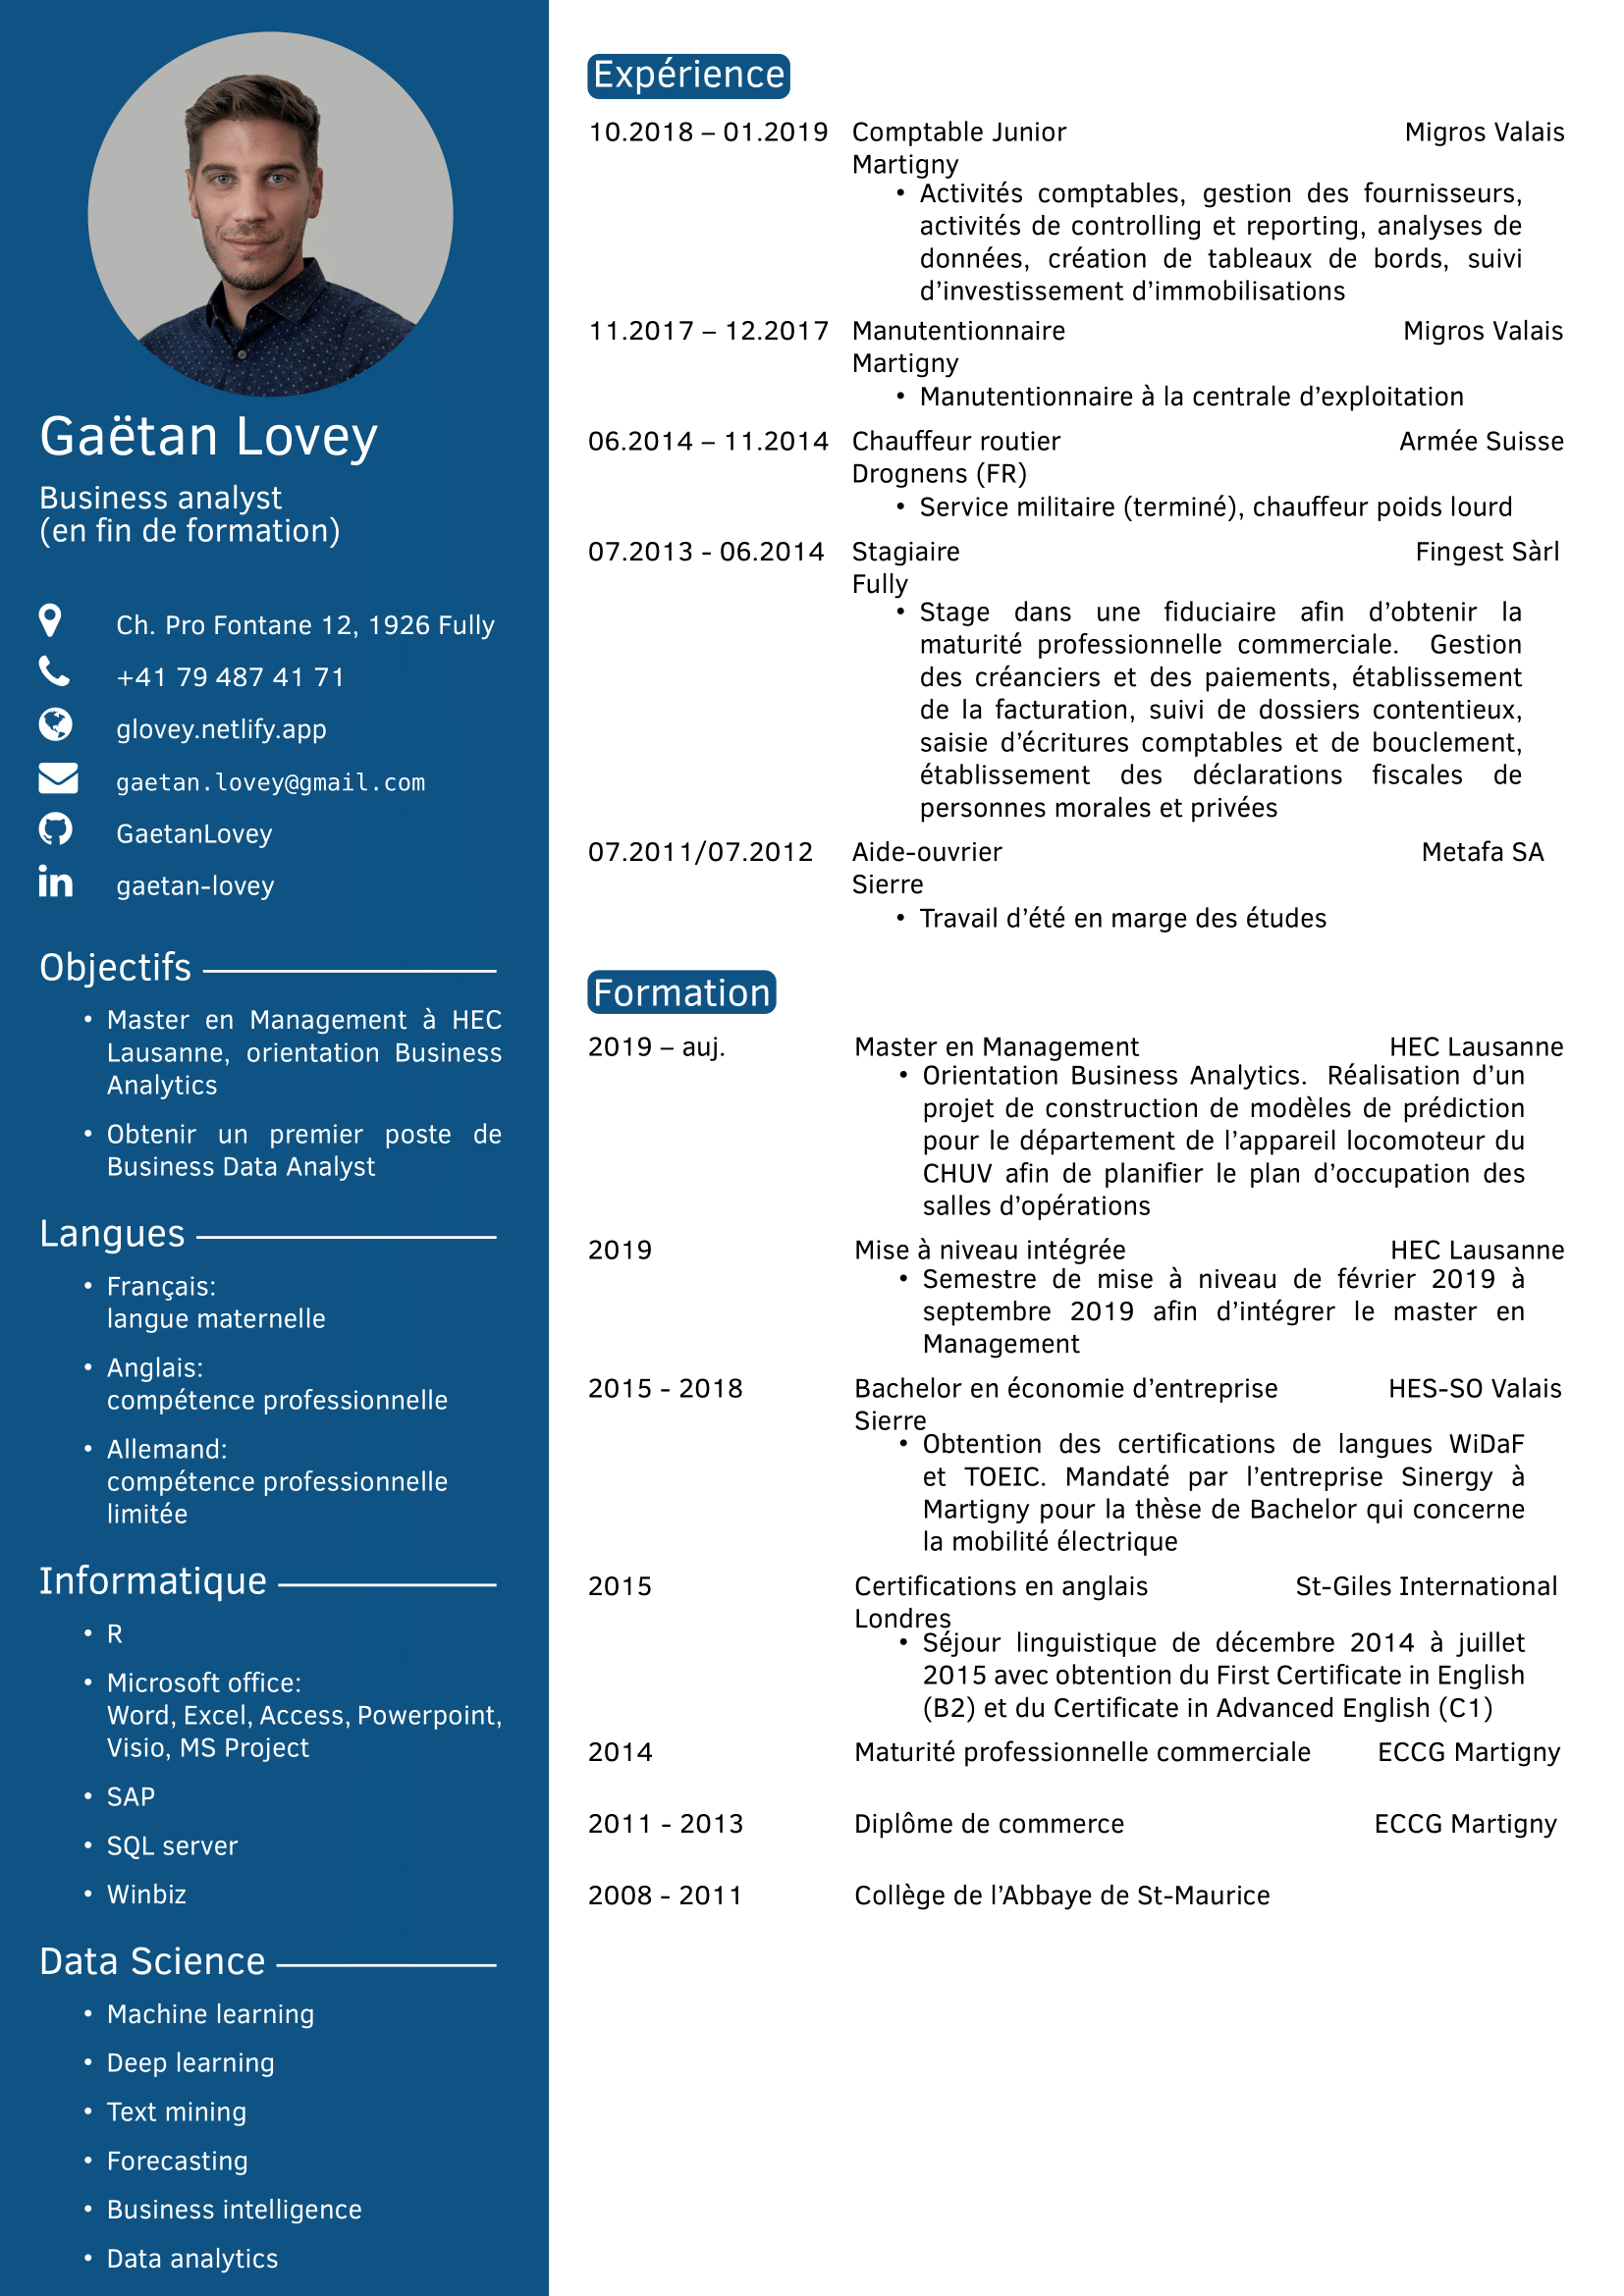 Gaëtan Lovey
Business analyst
(en fin de formation)
Ch. Pro Fontane 12, 1926 Fully
+41 79 487 41 71
glovey.netlify.app
gaetan.lovey@gmail.com
GaetanLovey
gaetan-lovey
Objectifs
• Master en Management à HEC
Lausanne, orientation Business
Analytics
• Obtenir un premier poste de
Business Data Analyst
Langues
• Français:
langue maternelle
• Anglais:
compétence professionnelle
• Allemand:
compétence professionnelle
limitée
Informatique
• R
• Microsoft office:
Word, Excel, Access, Powerpoint,
Visio, MS Project
• SAP
• SQL server
• Winbiz
Data Science
• Machine learning
• Deep learning
• Text mining
• Forecasting
• Business intelligence
• Data analytics
Expérience
10.2018 – 01.2019 Comptable Junior Migros Valais
Martigny
• Activités comptables, gestion des fournisseurs,
activités de controlling et reporting, analyses de
données, création de tableaux de bords, suivi
d’investissement d’immobilisations
11.2017 – 12.2017 Manutentionnaire Migros Valais
Martigny
• Manutentionnaire à la centrale d’exploitation
06.2014 – 11.2014 Chauffeur routier Armée Suisse
Drognens (FR)
• Service militaire (terminé), chauffeur poids lourd
07.2013 - 06.2014 Stagiaire Fingest Sàrl
Fully
• Stage dans une fiduciaire afin d’obtenir la
maturité professionnelle commerciale. Gestion
des créanciers et des paiements, établissement
de la facturation, suivi de dossiers contentieux,
saisie d’écritures comptables et de bouclement,
établissement des déclarations fiscales de
personnes morales et privées
07.2011/07.2012 Aide-ouvrier Metafa SA
Sierre
• Travail d’été en marge des études
Formation
2019 – auj. Master en Management HEC Lausanne
• Orientation Business Analytics. Réalisation d’un
projet de construction de modèles de prédiction
pour le département de l’appareil locomoteur du
CHUV afin de planifier le plan d’occupation des
salles d’opérations
2019 Mise à niveau intégrée HEC Lausanne
• Semestre de mise à niveau de février 2019 à
septembre 2019 afin d’intégrer le master en
Management
2015 - 2018 Bachelor en économie d’entreprise HES-SO Valais
Sierre
• Obtention des certifications de langues WiDaF
et TOEIC. Mandaté par l’entreprise Sinergy à
Martigny pour la thèse de Bachelor qui concerne
la mobilité électrique
2015 Certifications en anglais St-Giles International
Londres
• Séjour linguistique de décembre 2014 à juillet
2015 avec obtention du First Certificate in English
(B2) et du Certificate in Advanced English (C1)
2014 Maturité professionnelle commerciale ECCG Martigny
2011 - 2013 Diplôme de commerce ECCG Martigny
2008 - 2011 Collège de l’Abbaye de St-Maurice